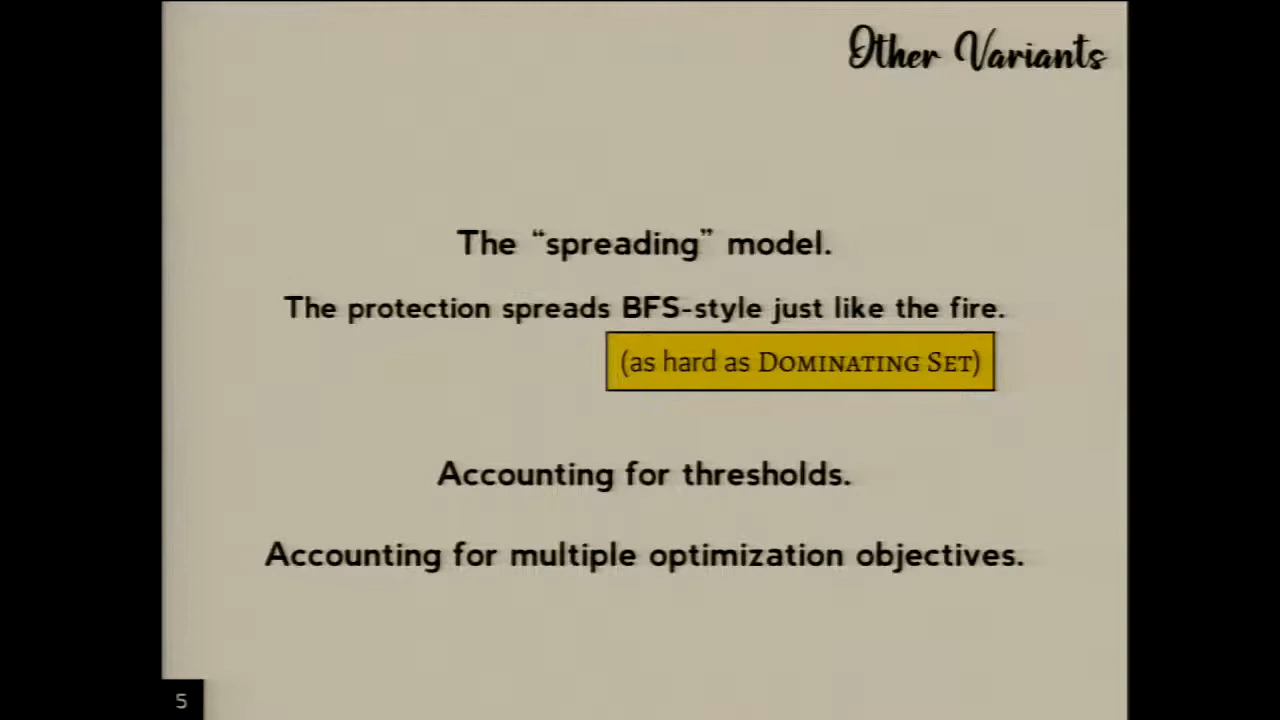 Other Variants
The “spreading” model.
The protection spreads BFS-style just like the fire.
(as hard as DOMINATING SET)
Accounting for thresholds.
Accounting for multiple optimization objectives.
5